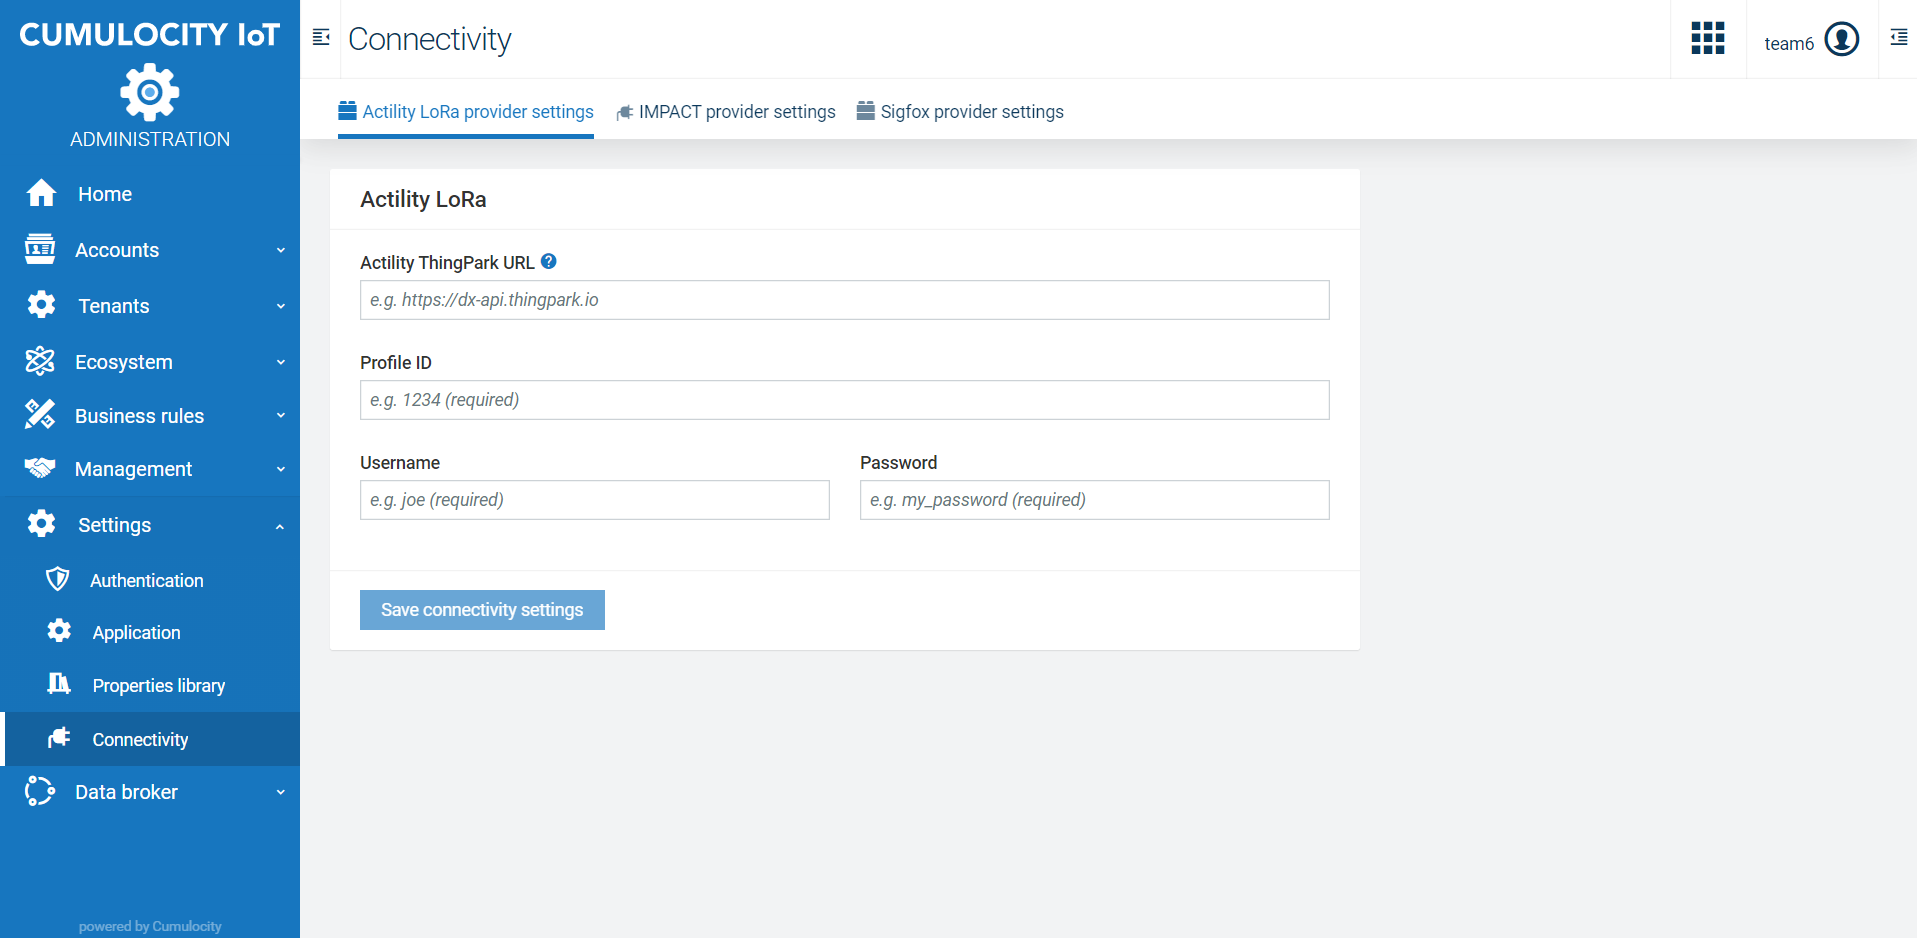 CUMULOCITY IoT
ADMINISTRATION
Home
Accounts
Tenants
Ecosystem
Business rules
Management
Settings
Authentication
Application
Properties library
Connectivity
Data broker
powered by Cumulocity
Connectivity
team6
Actility LoRa provider settings
IMPACT provider settings
Sigfox provider settings
Actility LoRa
Actility ThingPark URL ?
e.g. https://dx-api.thingpark.io
Profile ID
e.g. 1234 (required)
Username
Password
e.g. joe (required)
e.g. my_password (required)
Save connectivity settings